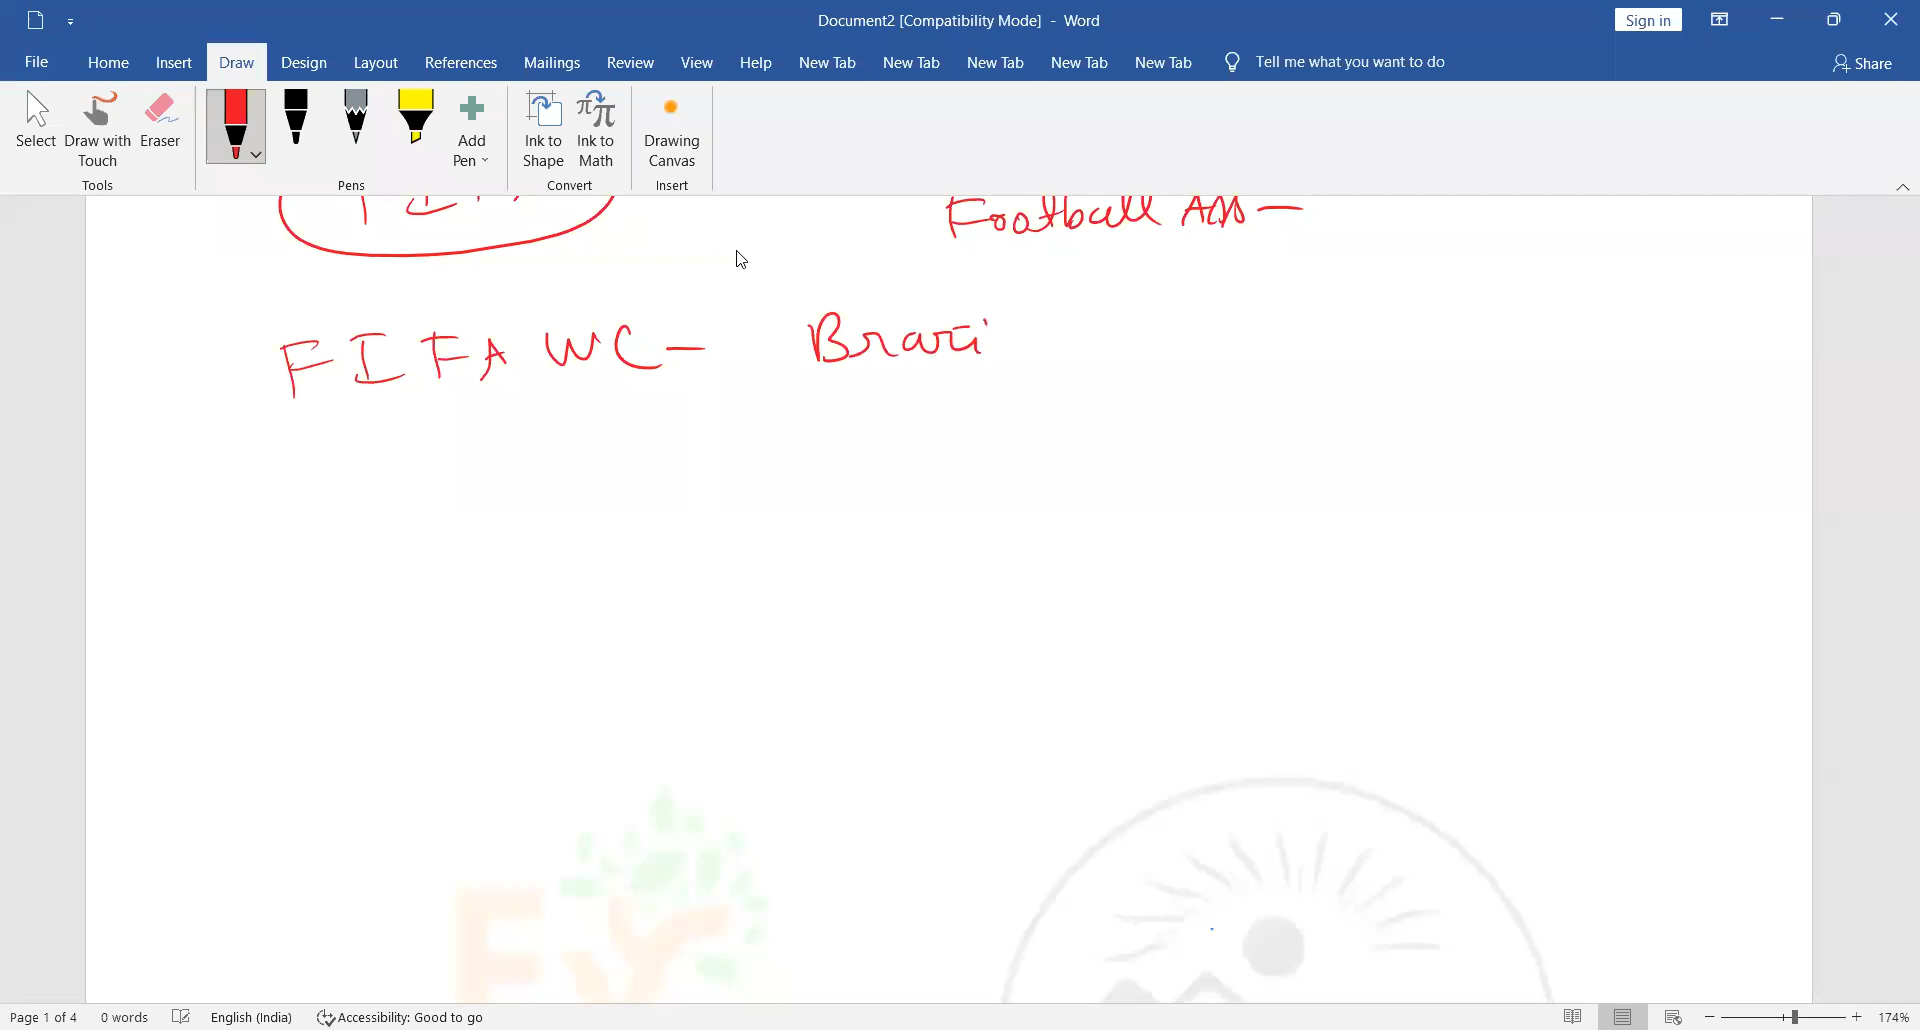 Document2 [Compatibility Mode] - Word
Sign in
File Home Insert Draw Design Layout References Mailings Review View Help New Tab New Tab New Tab New Tab New Tab Tell me what you want to do Share
Select Draw with Touch Eraser Add Pen Ink to Shape Ink to Math Drawing Canvas
Tools Pens Convert Insert
Football
FIFA WC - Brazi
Page 1 of 4 0 words English (India) Accessibility: Good to go 174%